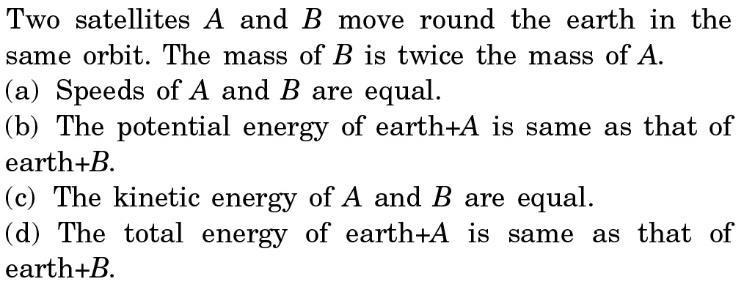 Two satellites A and B move round the earth in the
same orbit. The mass of B is twice the mass of A.
(a) Speeds of A and B are equal.
(b) The potential energy of earth+A is same as that of
earth+B.
(c) The kinetic energy of A and B are equal.
(d) The total energy of earth+A is same as that of
earth+B.